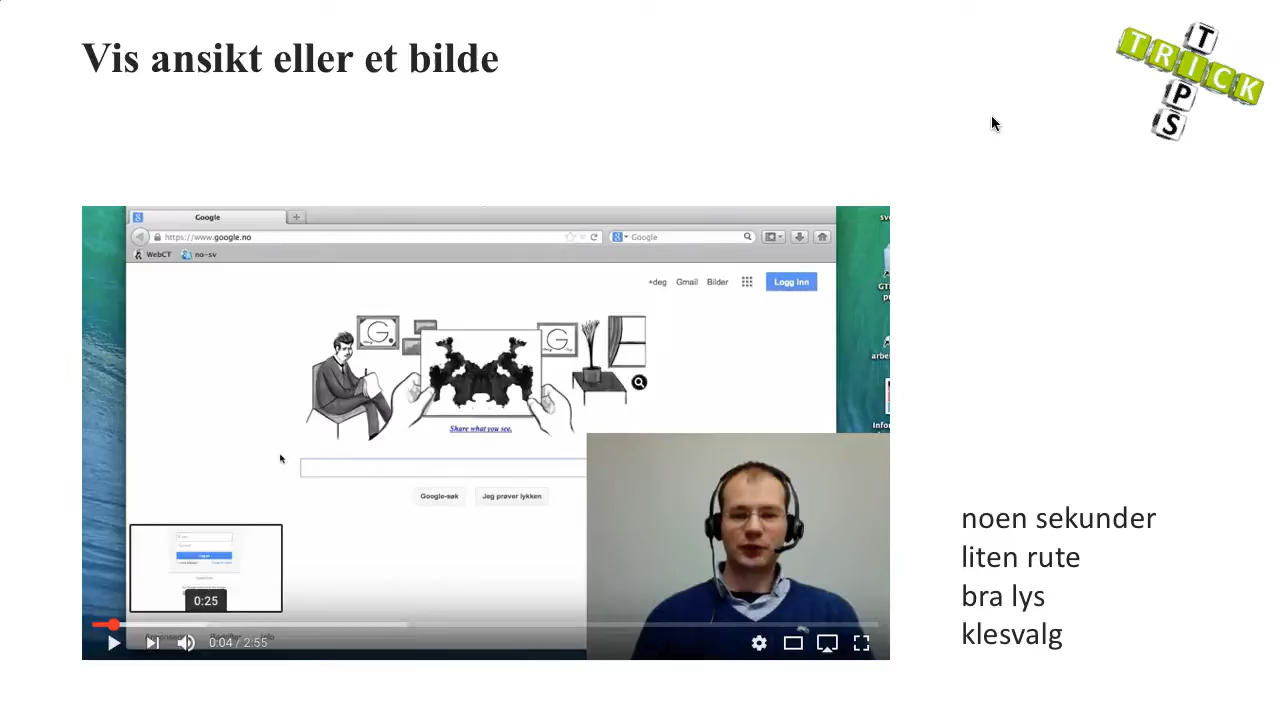 Vis ansikt eller et bilde
TRICK
TIPS
Google
https://www.google.no
Google
WebCT
no-sv
+deg Gmail Bilder
Logg inn
G
G
Share what you see.
Google-søk
Jeg prøver lykken
0:25
0:04 / 2:55
noen sekunder
liten rute
bra lys
klesvalg